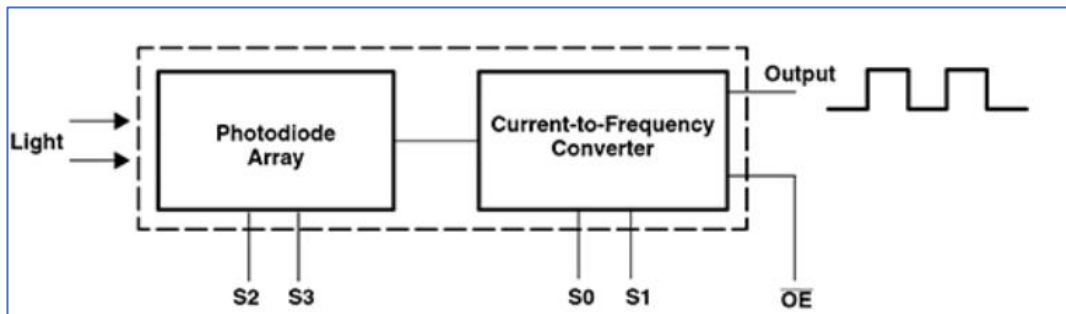 Light
Photodiode
Array
Current-to-Frequency
Converter
Output
S2
S3
S0
S1
OE